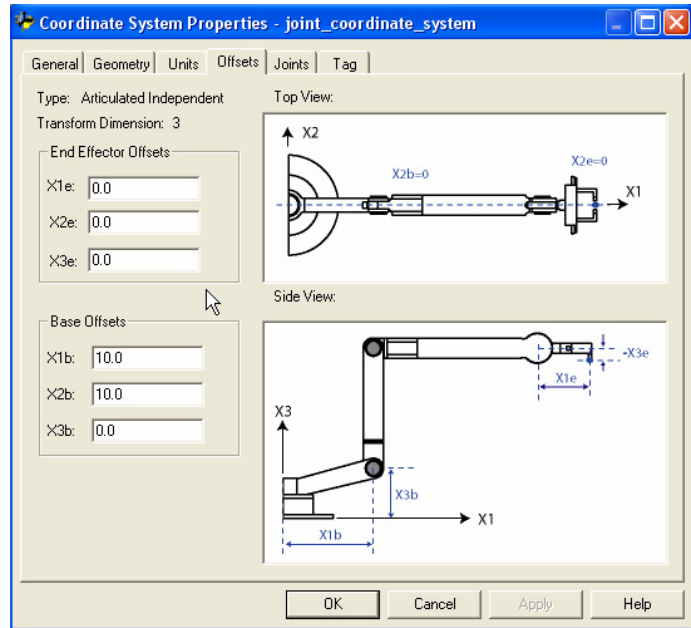 Coordinate System Properties - joint_coordinate_system
General Geometry Units Offsets Joints Tag
Type: Articulated Independent
Transform Dimension: 3
End Effector Offsets
X1e: 0.0
X2e: 0.0
X3e: 0.0
Base Offsets
X1b: 10.0
X2b: 10.0
X3b: 0.0
Top View:
X2
X2b=0
X2e=0
X1
Side View:
-X3e
X1e
X3
X3b
X1
X1b
OK Cancel Apply Help